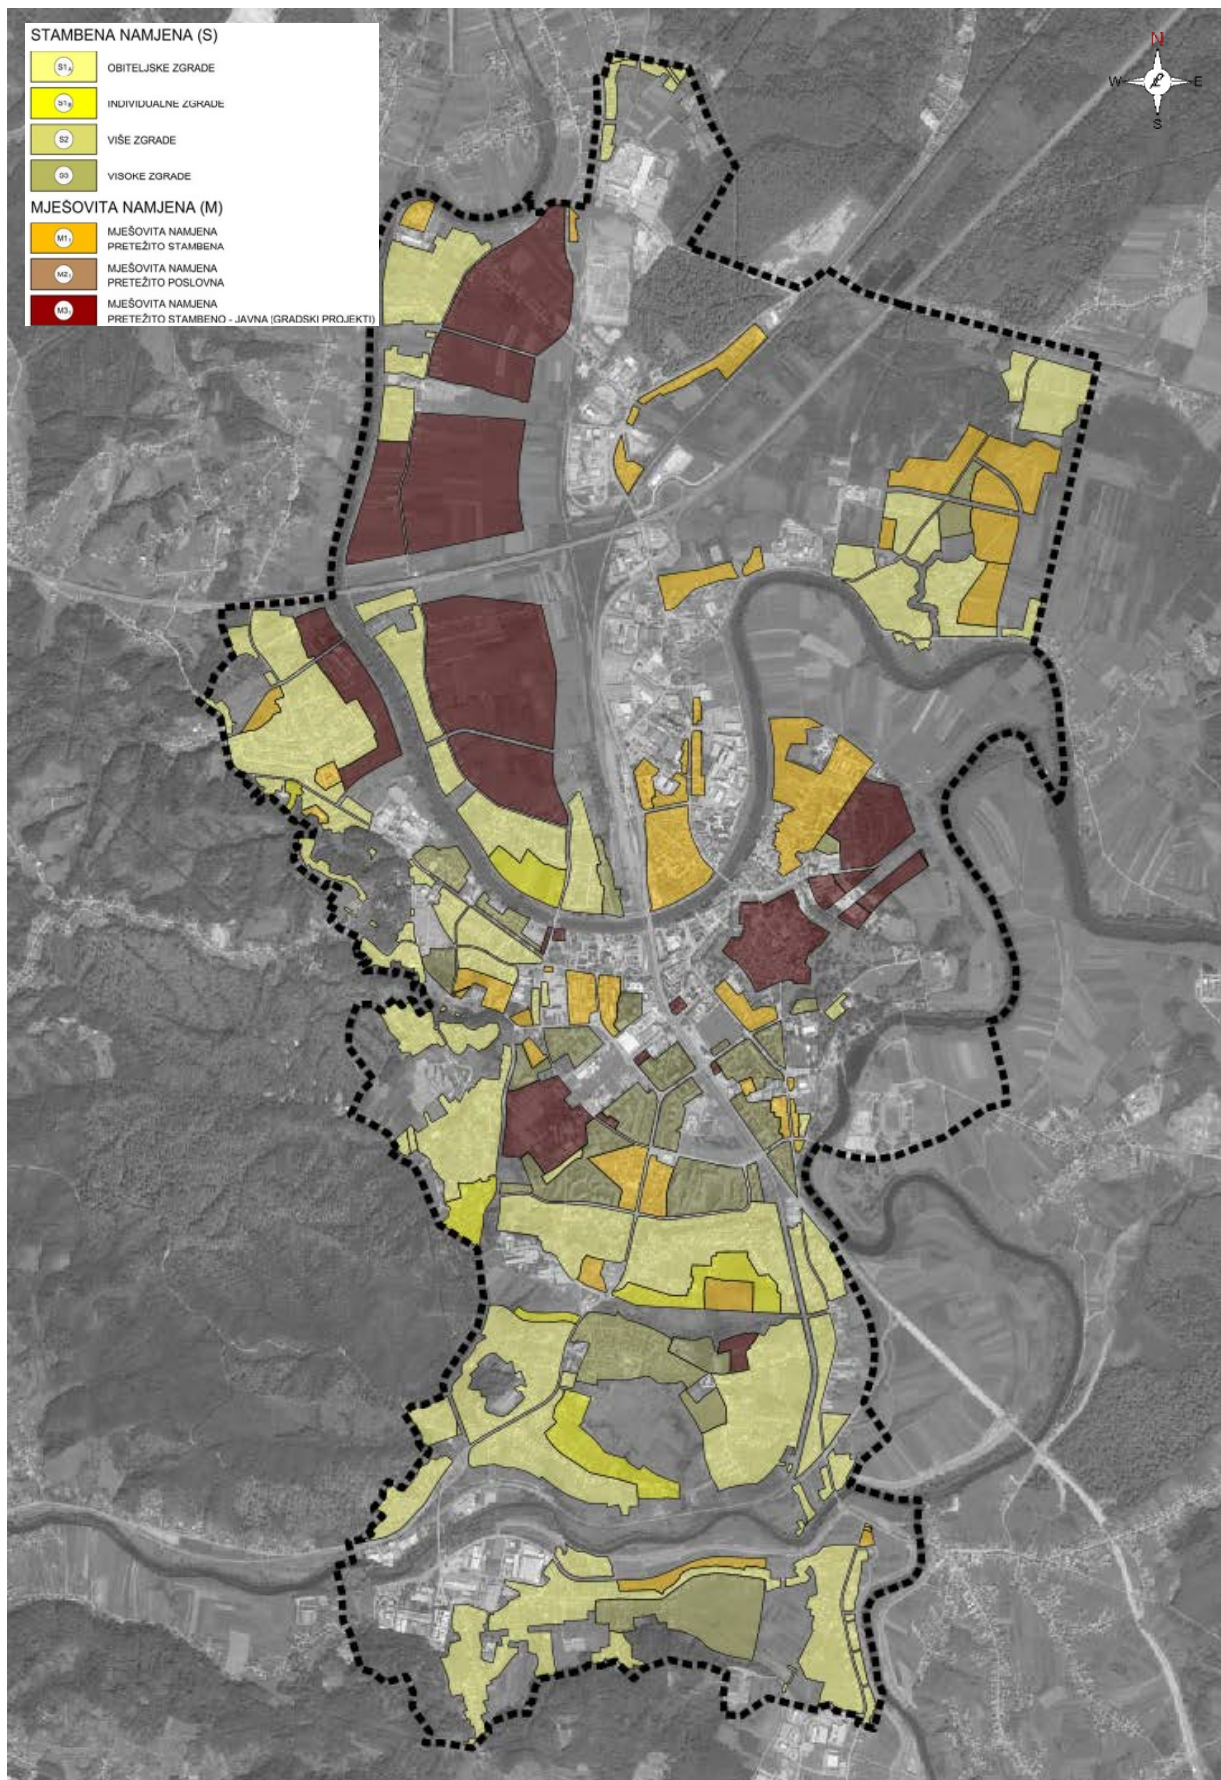 STAMBENA NAMJENA (S)
S1A OBITELJSKE ZGRADE
S1B INDIVIDUALNE ZGRADE
S2 VIŠE ZGRADE
S3 VISOKE ZGRADE
MJEŠOVITA NAMJENA (M)
M1 MJEŠOVITA NAMJENA
PRETEŽITO STAMBENA
M2 MJEŠOVITA NAMJENA
PRETEŽITO POSLOVNA
M3 MJEŠOVITA NAMJENA
PRETEŽITO STAMBENO - JAVNA (GRADSKI PROJEKTI)
N
W E
S